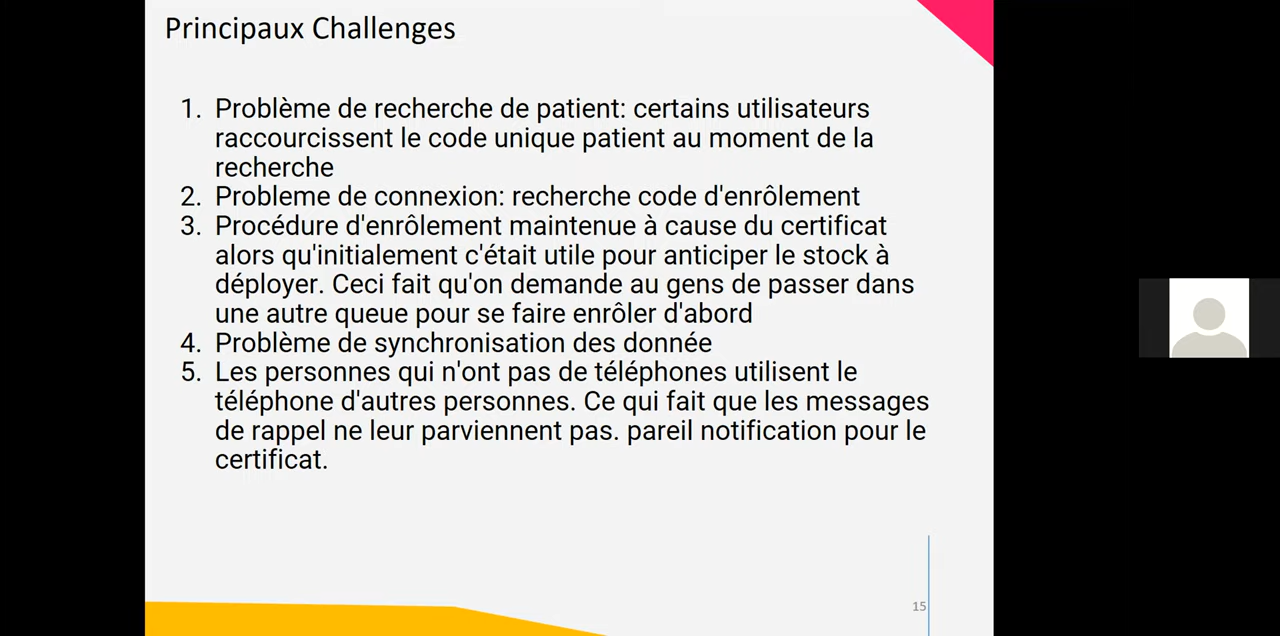 Principaux Challenges
1. Problème de recherche de patient: certains utilisateurs
raccourcissent le code unique patient au moment de la
recherche
2. Probleme de connexion: recherche code d'enrôlement
3. Procédure d'enrôlement maintenue à cause du certificat
alors qu'initialement c'était utile pour anticiper le stock à
déployer. Ceci fait qu'on demande au gens de passer dans
une autre queue pour se faire enrôler d'abord
4. Problème de synchronisation des donnée
5. Les personnes qui n'ont pas de téléphones utilisent le
téléphone d'autres personnes. Ce qui fait que les messages
de rappel ne leur parviennent pas. pareil notification pour le
certificat.
15